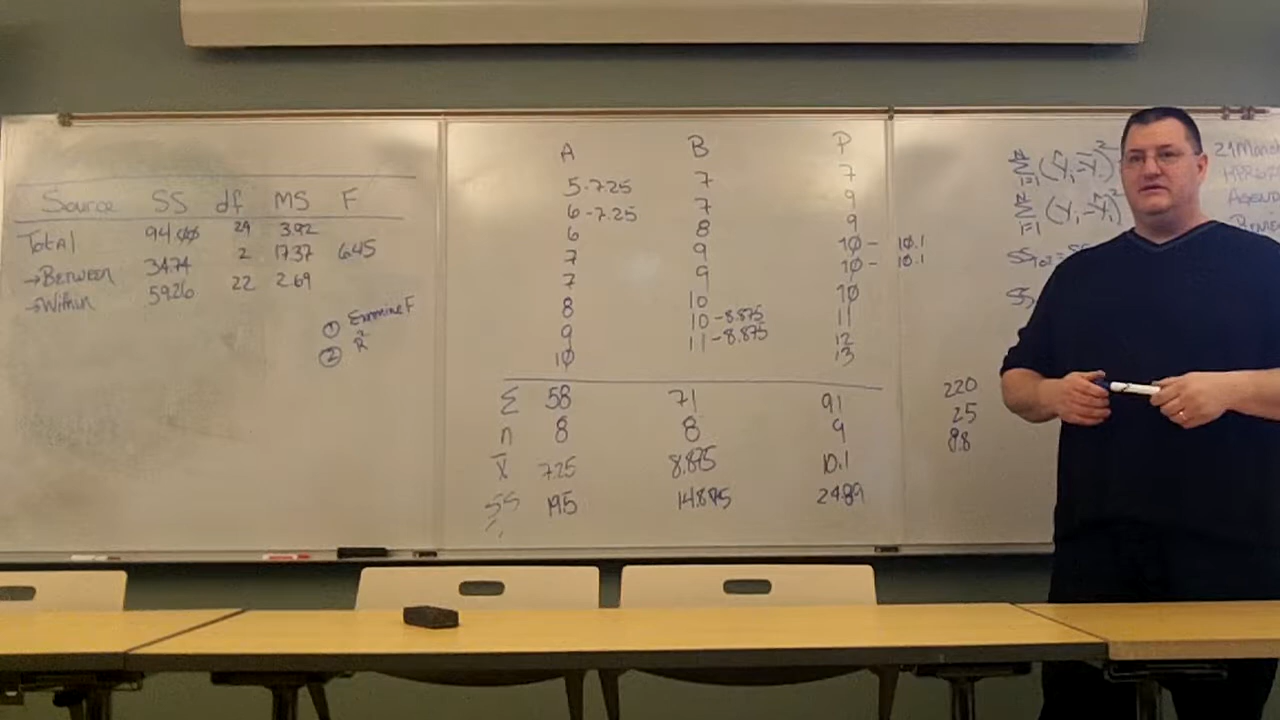 Source SS df MS F
Total 94.00 24 3.92
→Between 34.74 2 17.37 6.45
→Within 59.26 22 2.69
① Examine F
② R²
A B P
5-7.25 7 7
6-7.25 7 9
6 8 9
7 9 10- 10.1
7 9 10- 10.1
8 10 10
9 10-8.875 11
10 11-8.875 12
13
Σ 58 71 91
n 8 8 9
X̄ 7.25 8.875 10.1
SS 19.5 14.875 24.89
220
25
8.8
21 March